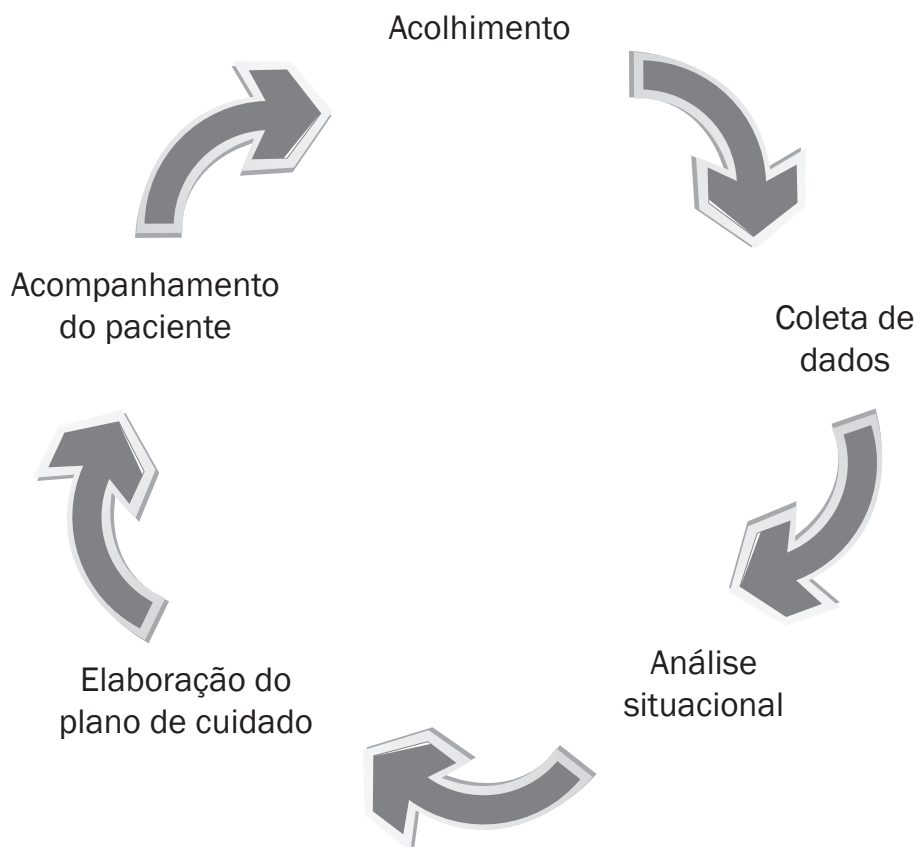 Acolhimento
Coleta de
dados
Análise
situacional
Elaboração do
plano de cuidado
Acompanhamento
do paciente